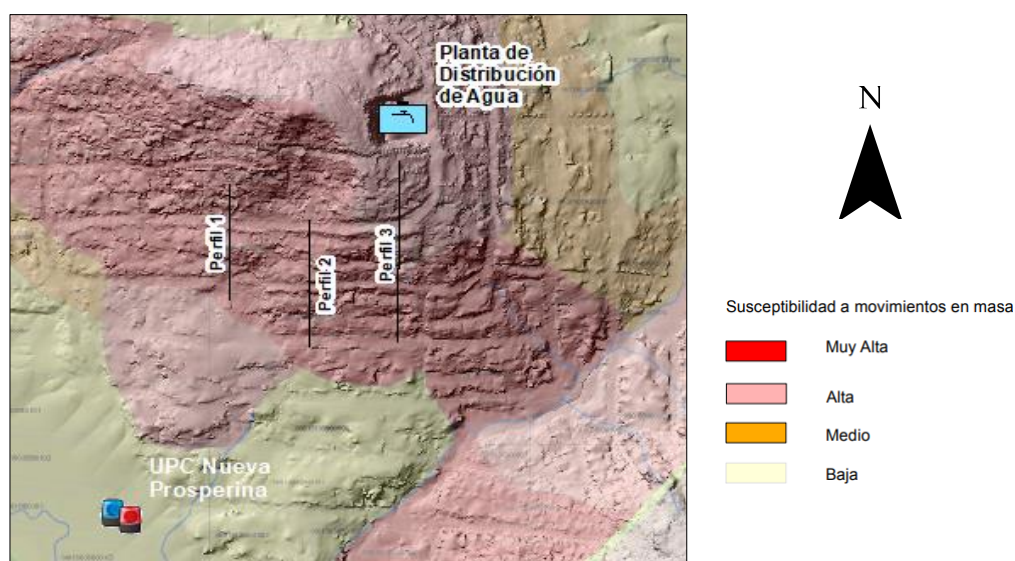 Planta de
Distribución
de Agua
Perfil 1
Perfil 2
Perfil 3
UPC Nueva
Prosperina
N
Susceptibilidad a movimientos en masa
Muy Alta
Alta
Medio
Baja